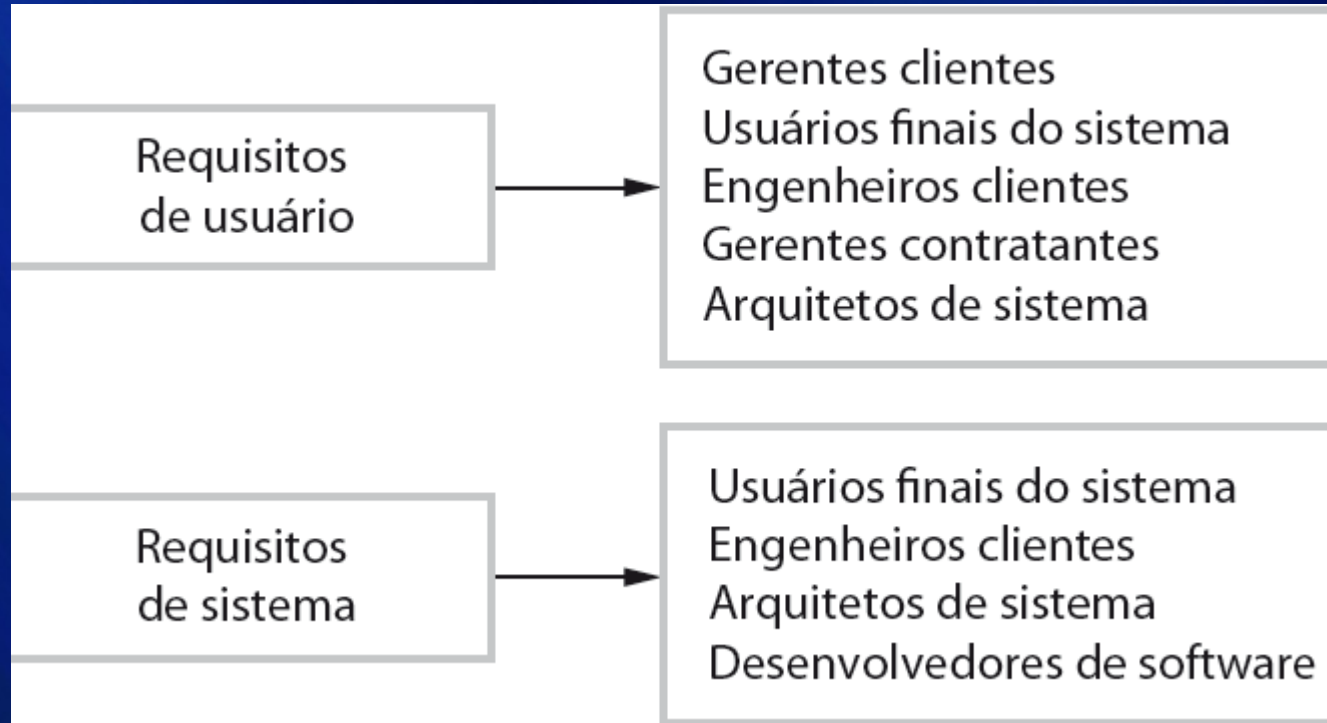 Requisitos
de usuário
Gerentes clientes
Usuários finais do sistema
Engenheiros clientes
Gerentes contratantes
Arquitetos de sistema
Requisitos
de sistema
Usuários finais do sistema
Engenheiros clientes
Arquitetos de sistema
Desenvolvedores de software